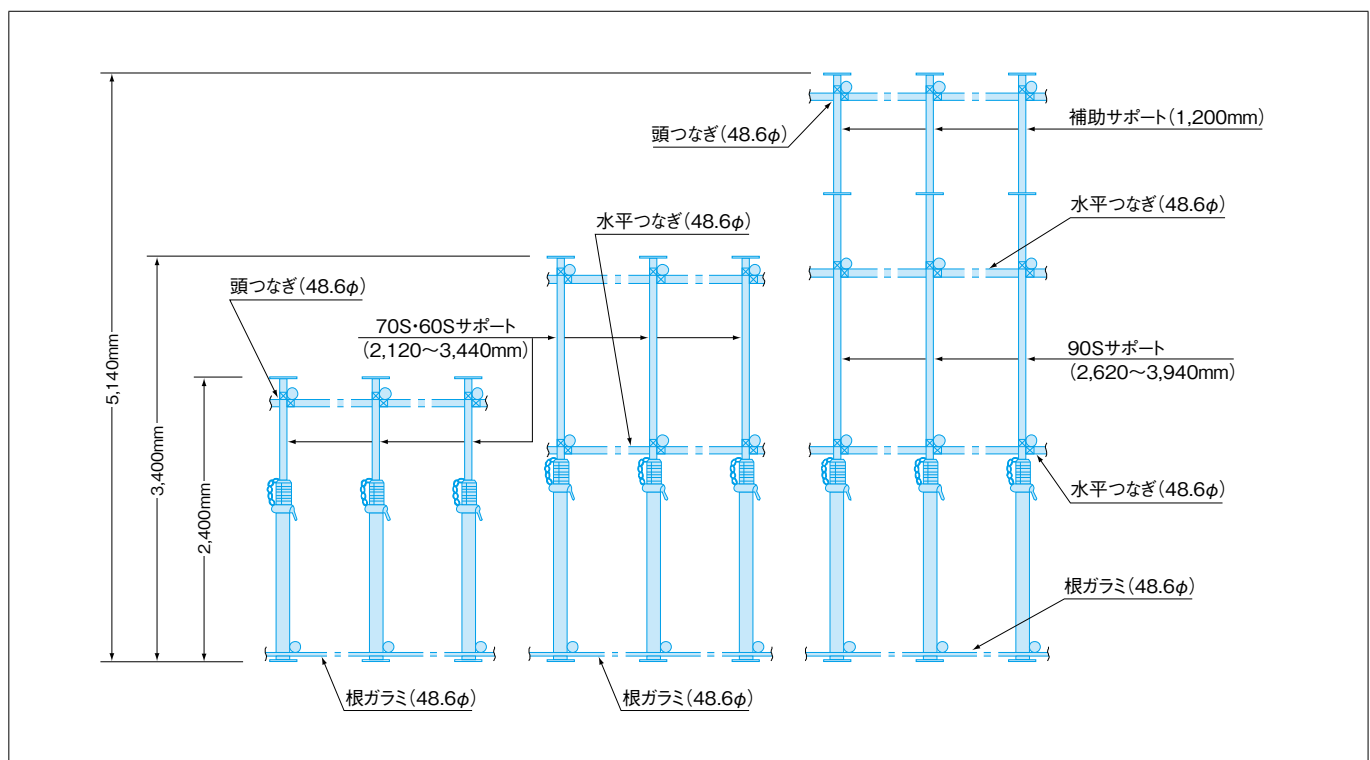 頭つなぎ(48.6φ)
補助サポート(1,200mm)
水平つなぎ(48.6φ)
水平つなぎ(48.6φ)
頭つなぎ(48.6φ)
70S・60Sサポート
(2,120〜3,440mm)
90Sサポート
(2,620〜3,940mm)
5,140mm
3,400mm
2,400mm
水平つなぎ(48.6φ)
根ガラミ(48.6φ)
根ガラミ(48.6φ)
根ガラミ(48.6φ)